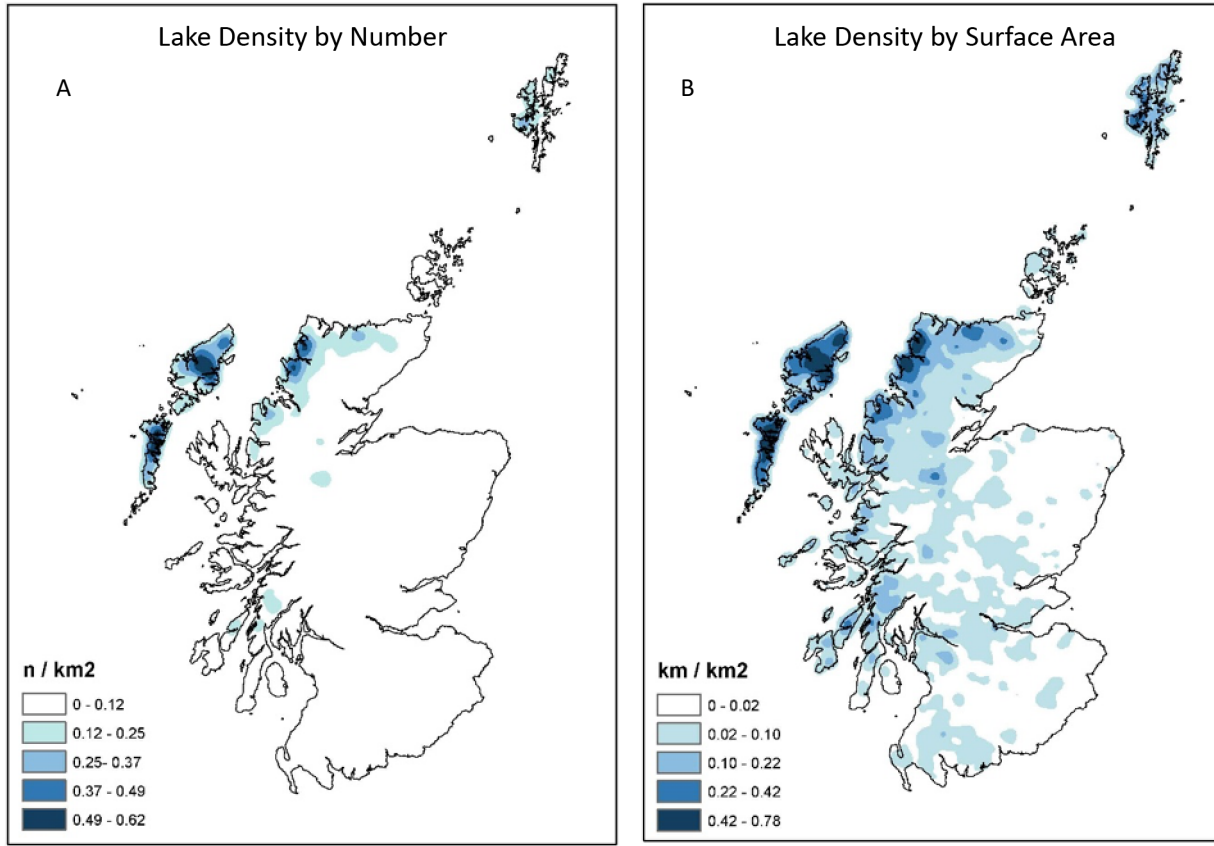 Lake Density by Number
A
n / km2
0 - 0.12
0.12 - 0.25
0.25- 0.37
0.37 - 0.49
0.49 - 0.62
Lake Density by Surface Area
B
km / km2
0 - 0.02
0.02 - 0.10
0.10 - 0.22
0.22 - 0.42
0.42 - 0.78